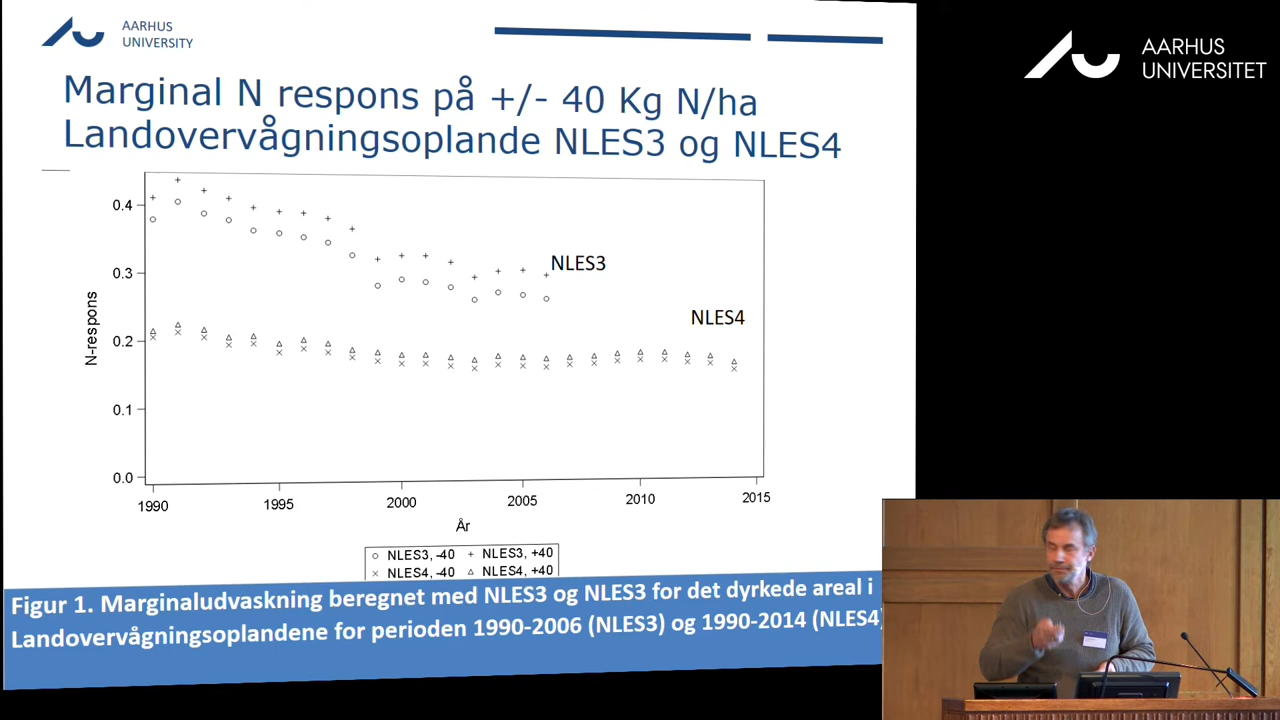 AARHUS
UNIVERSITY
Marginal N respons på +/- 40 Kg N/ha
Landovervågningsoplande NLES3 og NLES4
0.4
0.3
0.2
0.1
0.0
N-respons
NLES3
NLES4
1990
1995
2000
2005
2010
2015
År
NLES3, -40
NLES3, +40
NLES4, -40
NLES4, +40
Figur 1. Marginaludvaskning beregnet med NLES3 og NLES3 for det dyrkede areal i
Landovervågningsoplandene for perioden 1990-2006 (NLES3) og 1990-2014 (NLES4)
AARHUS
UNIVERSITET